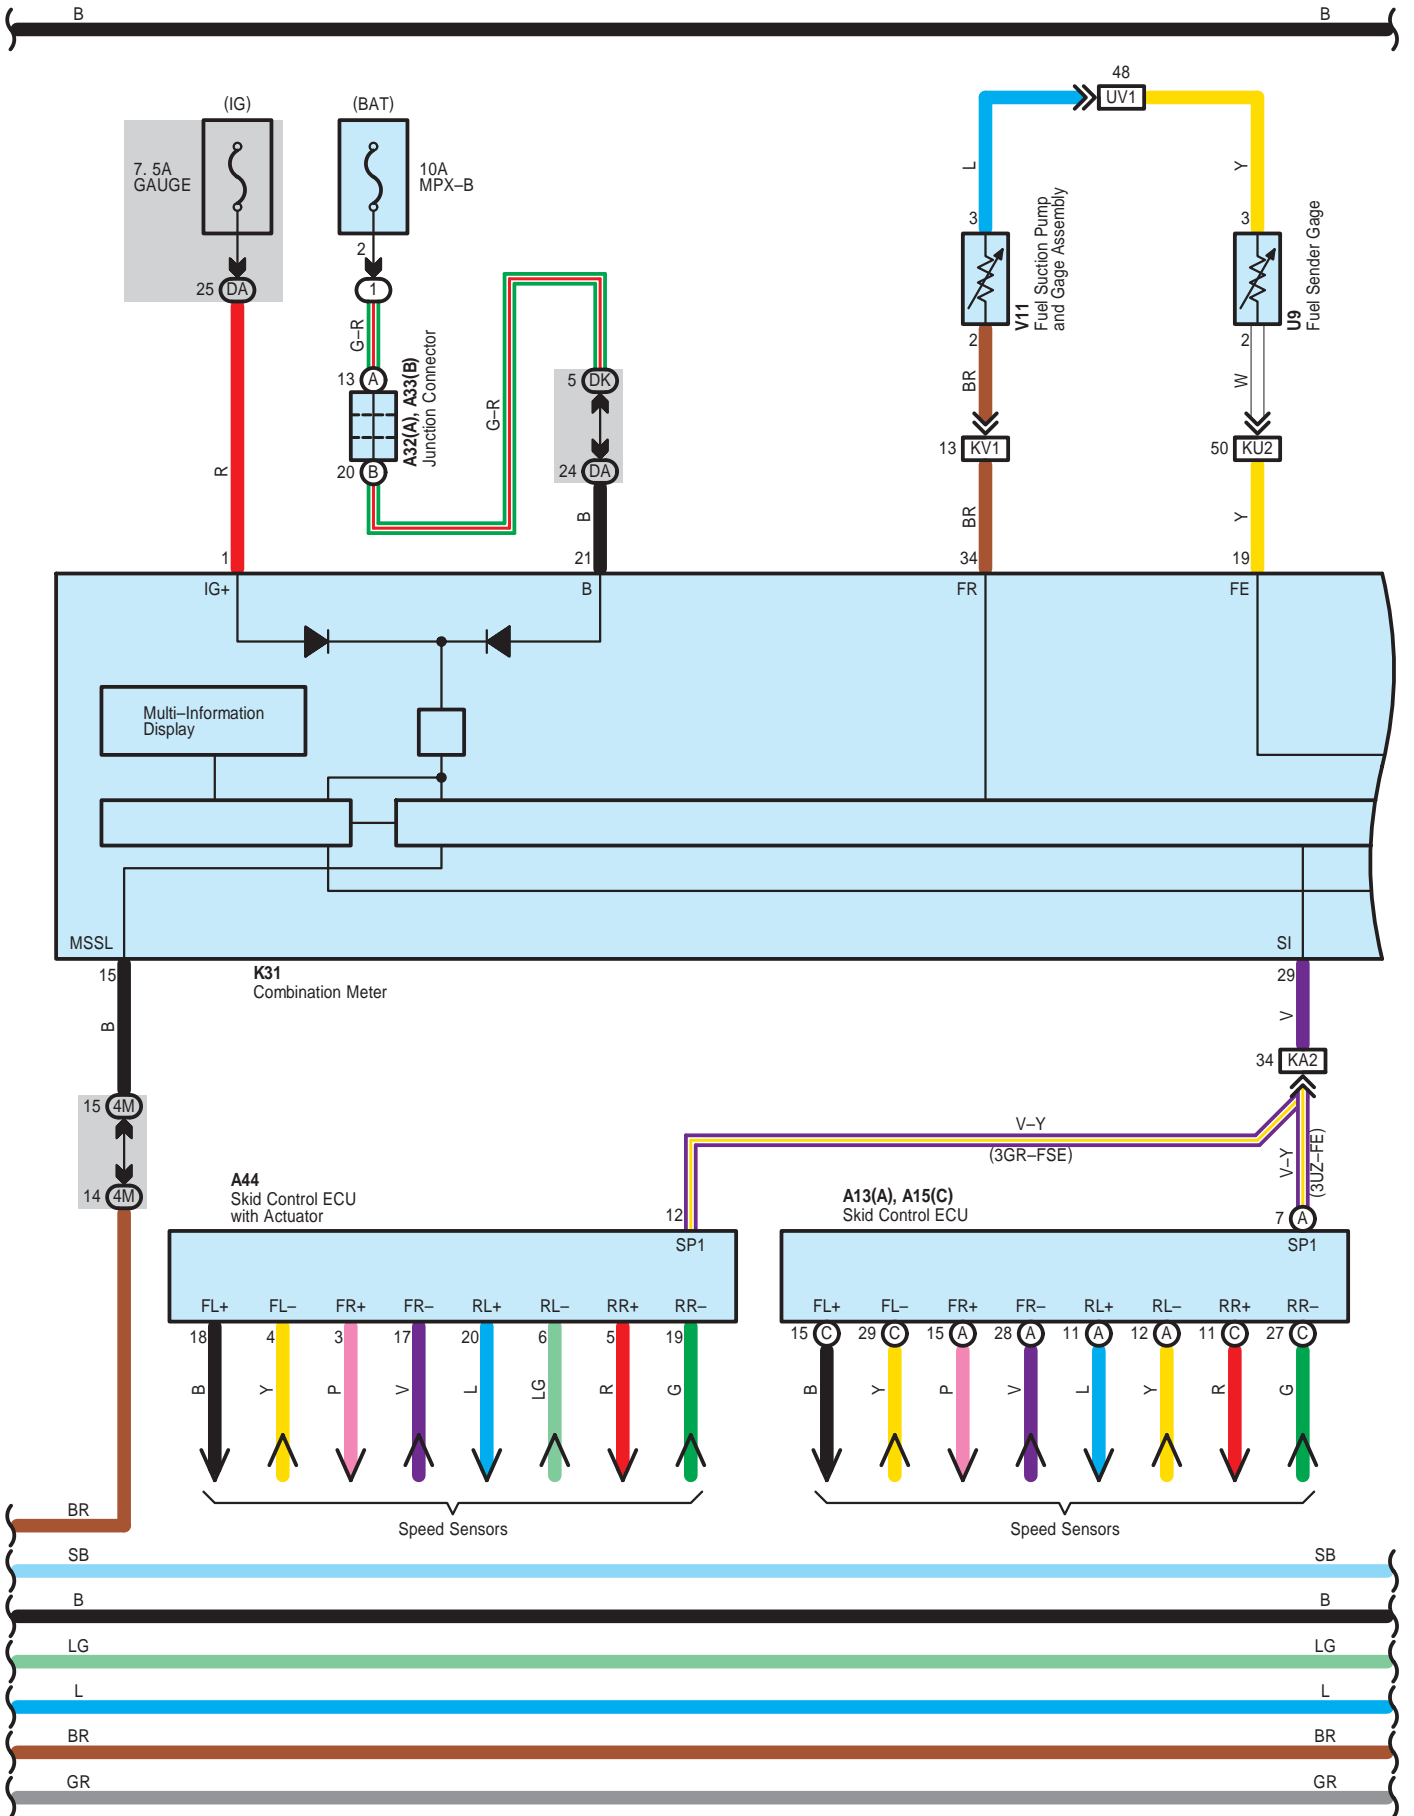 B B
48
UV1
(IG) (BAT)
7. 5A
GAUGE
10A
MPX–B
L Y
3 3
2
25 DA 1
V11
Fuel Suction Pump
and Gage Assembly
U9
Fuel Sender Gage
G–R
2 2
13 A
A32(A), A33(B)
Junction Connector
5 DK
BR W
G–R
13 KV1 50 KU2
R
20 B
24 DA
B BR Y
1 21 34 19
IG+ B FR FE
Multi–Information
Display
MSSL SI
15 K31 29
Combination Meter
B V
34 KA2
15 4M
V–Y
(3GR–FSE)
V–Y
(3UZ–FE)
14 4M
A44
Skid Control ECU
with Actuator
A13(A), A15(C)
Skid Control ECU
12 7 A
SP1 SP1
FL+ FL– FR+ FR– RL+ RL– RR+ RR– FL+ FL– FR+ FR– RL+ RL– RR+ RR–
18 4 3 17 20 6 5 19 15 C 29 C 15 A 28 A 11 A 12 A 11 C 27 C
B Y P V L LG R G B Y P V L Y R G
Speed Sensors Speed Sensors
BR
SB SB
B B
LG LG
L L
BR BR
GR GR